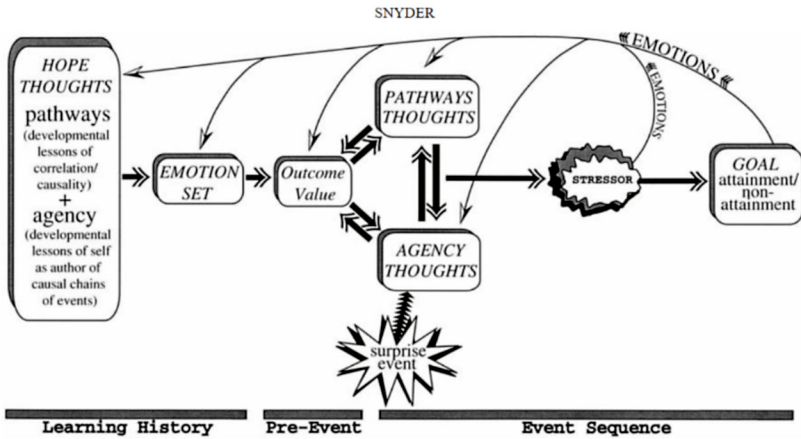 SNYDER
HOPE
THOUGHTS
pathways
(developmental
lessons of
correlation/
causality)
+
agency
(developmental
lessons of self
as author of
causal chains
of events)
EMOTION
SET
Outcome
Value
PATHWAYS
THOUGHTS
AGENCY
THOUGHTS
surprise
event
STRESSOR
EMOTIONS
EMOTIONS
GOAL
attainment/
non-
attainment
Learning History
Pre-Event
Event Sequence